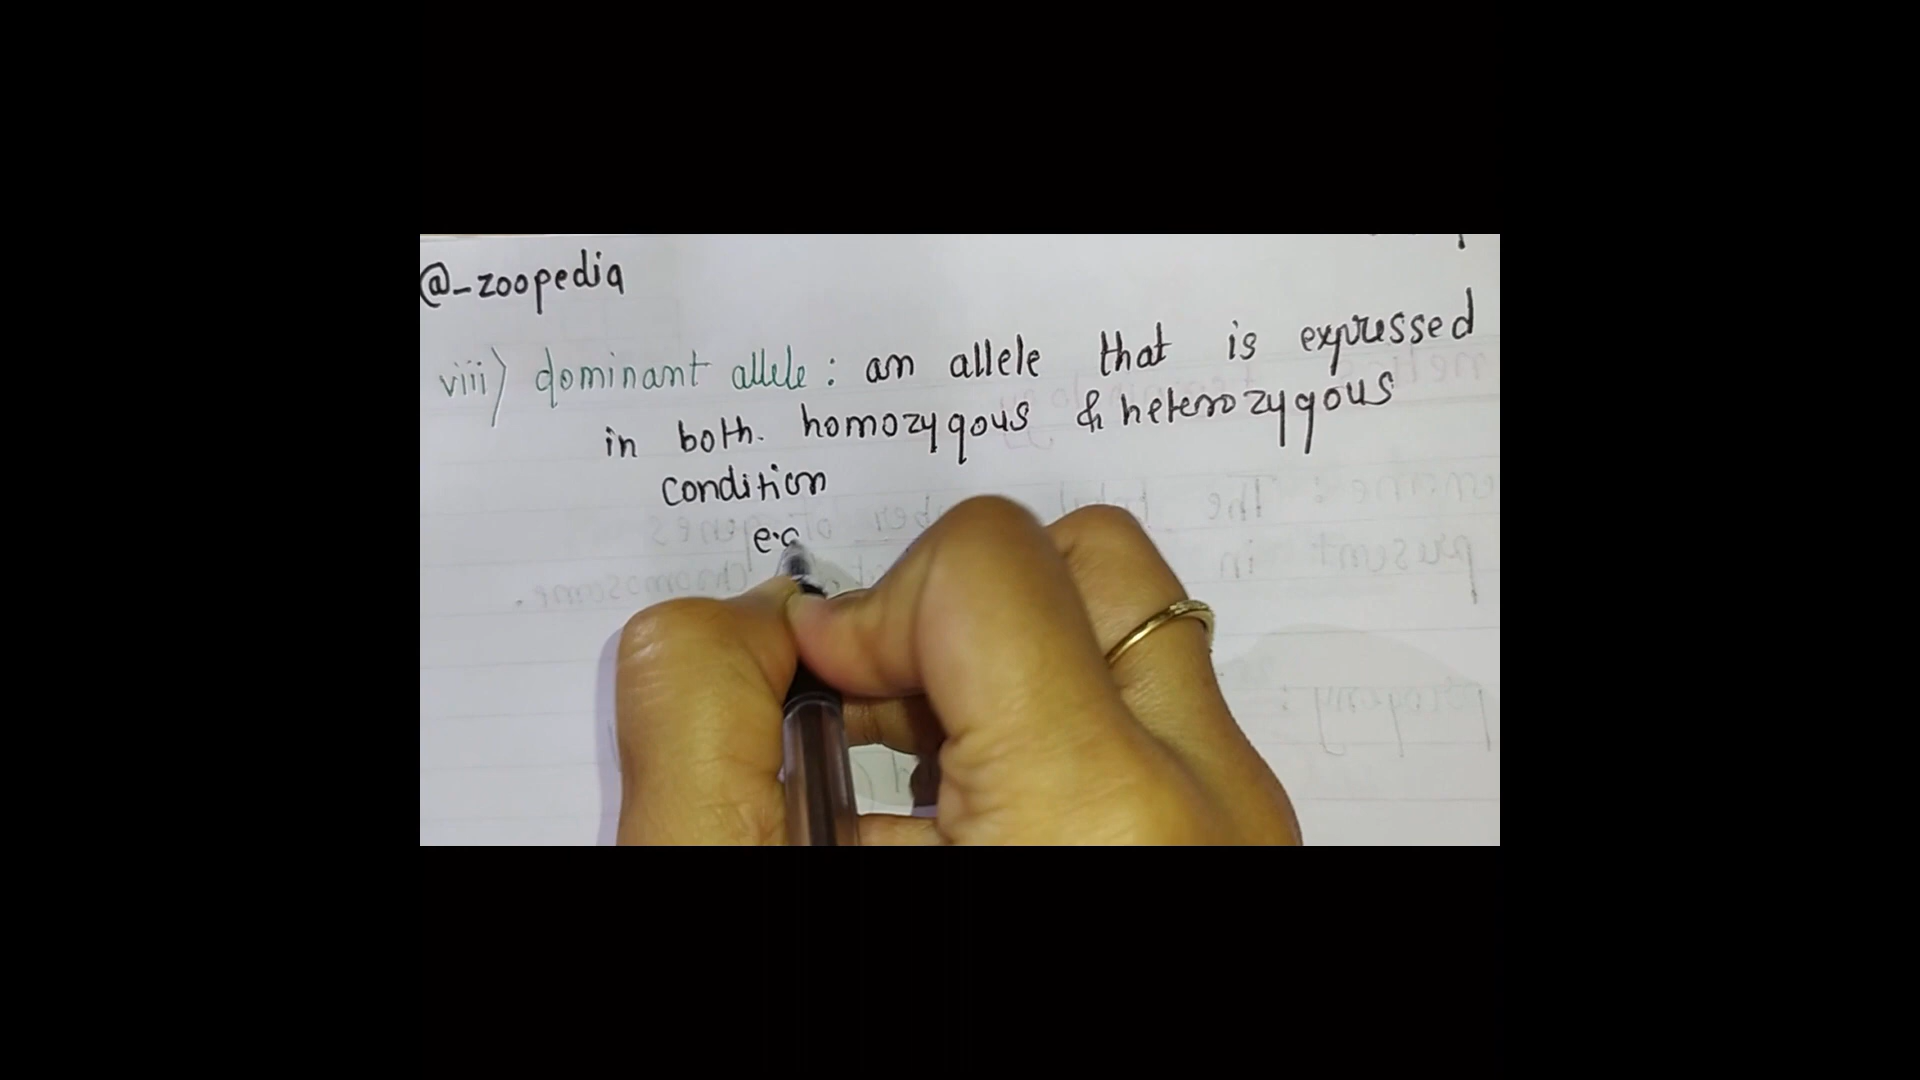 @_zoopedia
viii) dominant allele: an allele that is expressed
in both. homozygous & heterozygous
condition
e.g